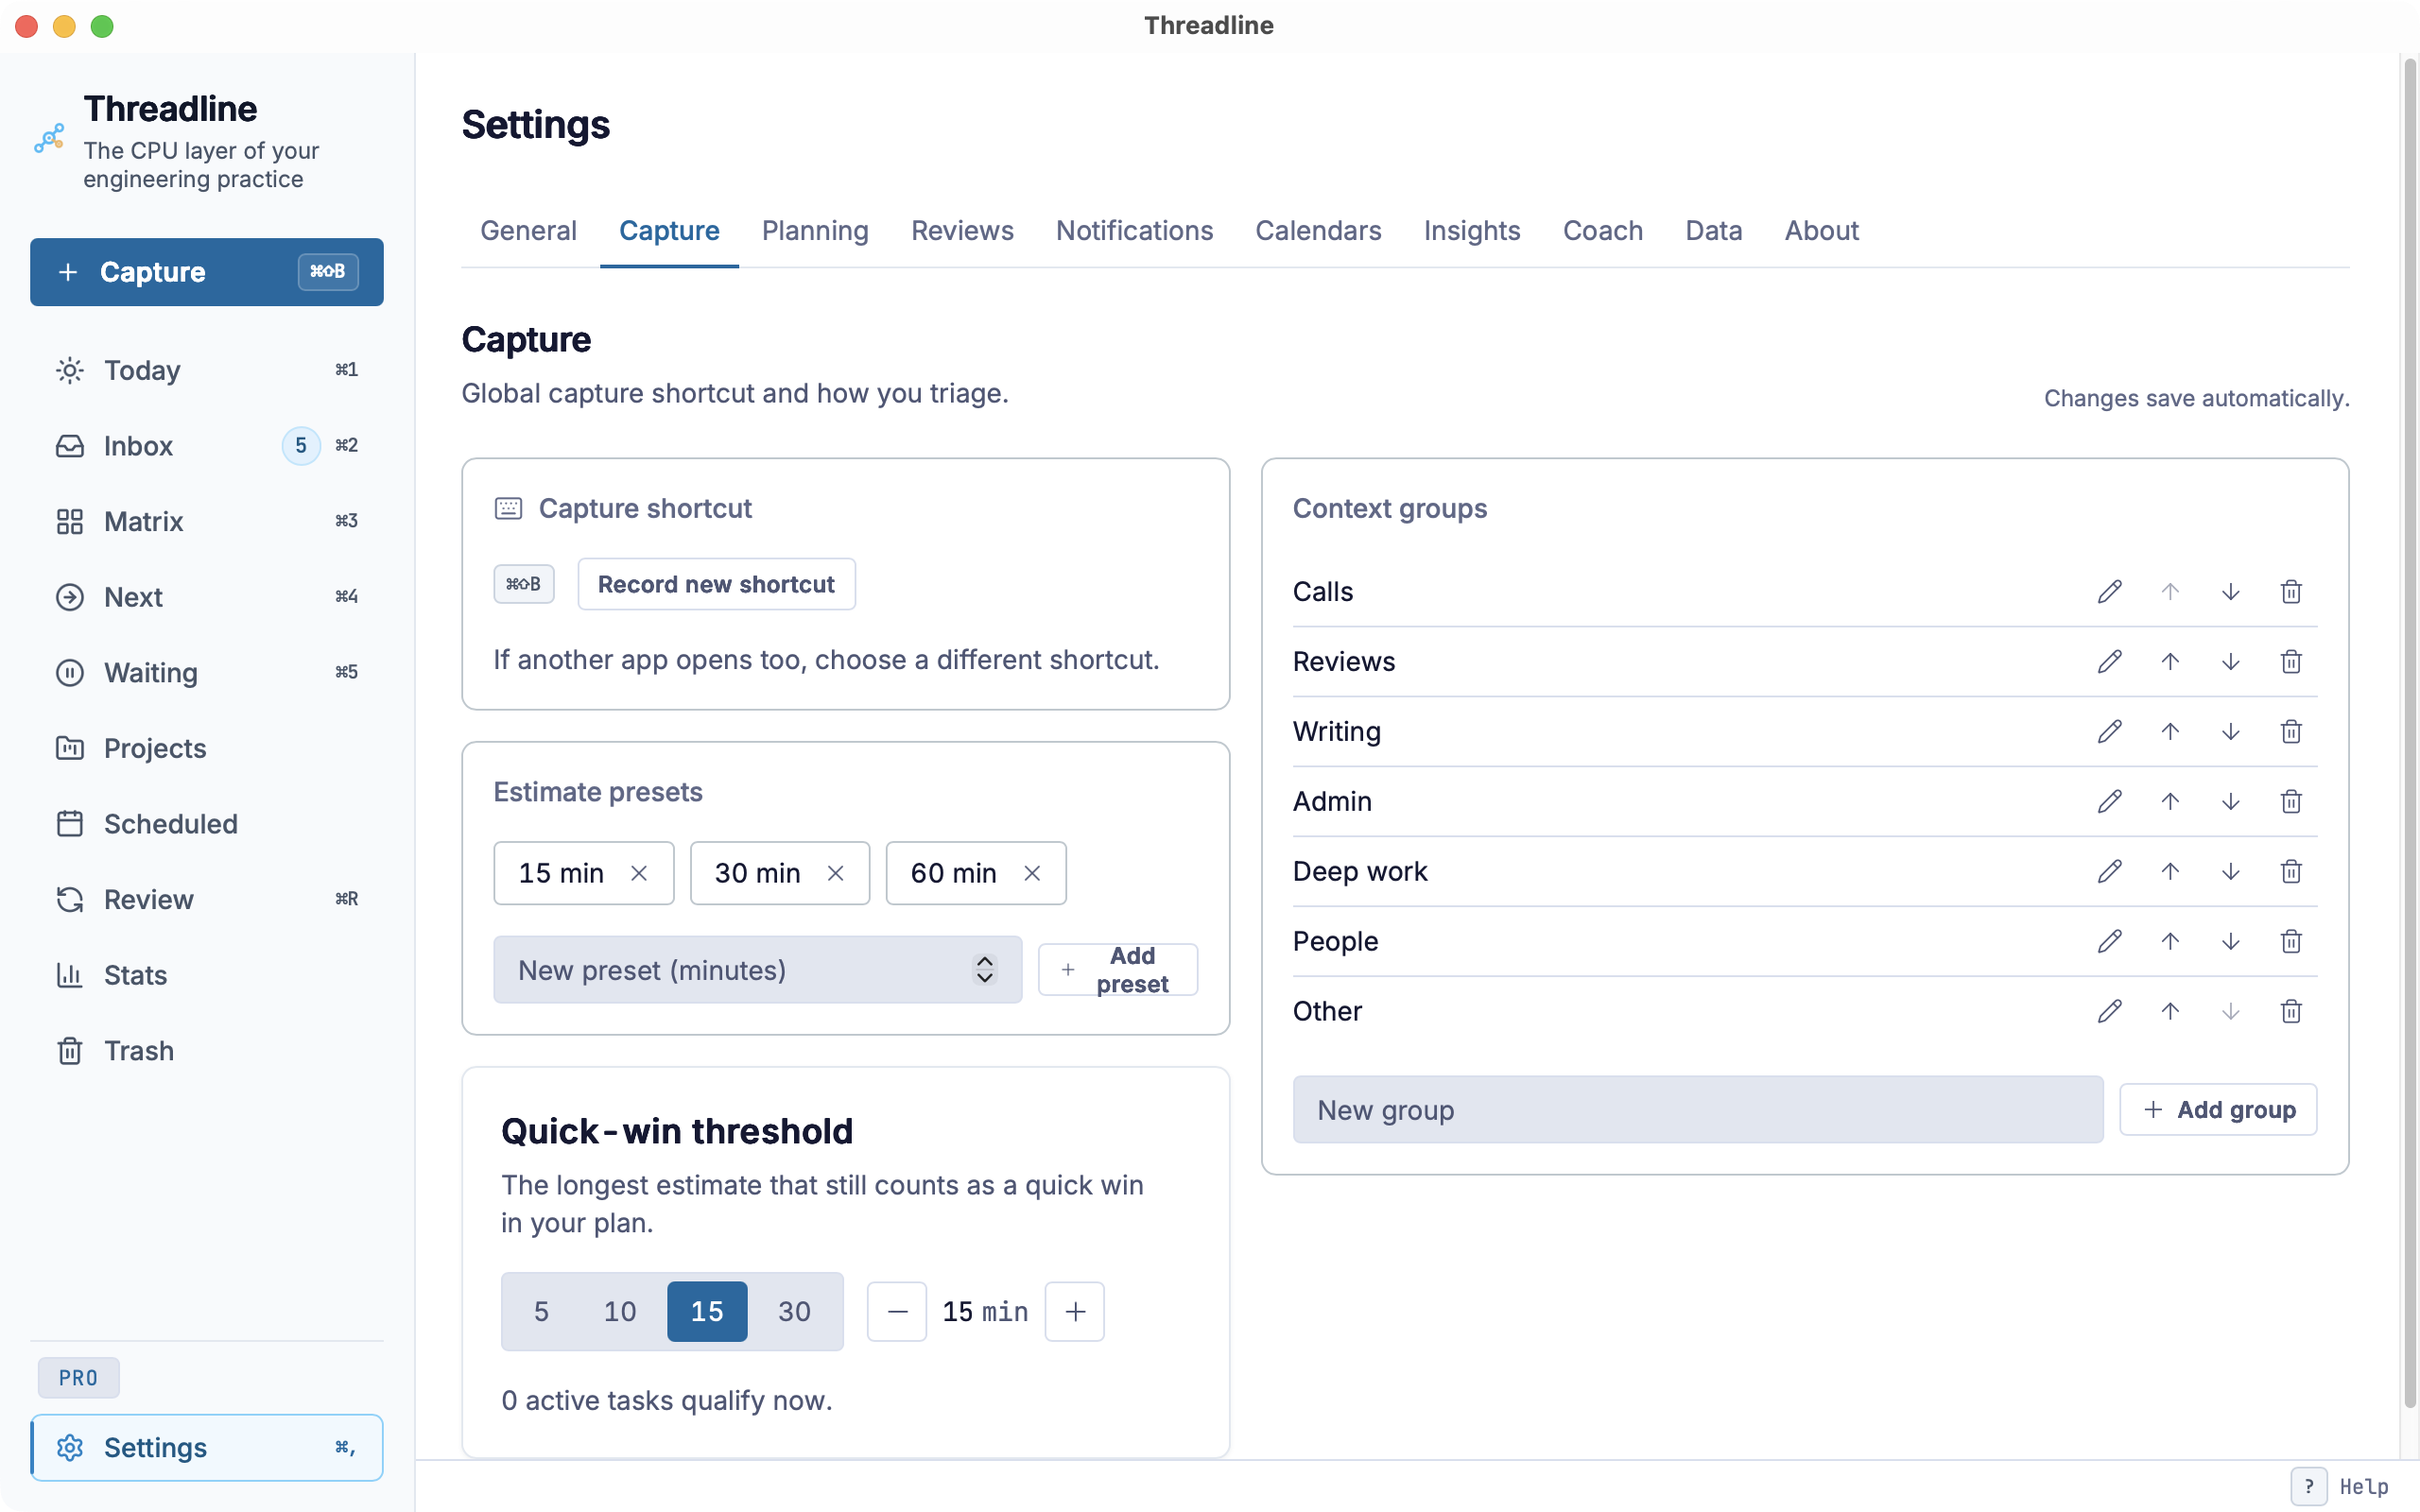 Threadline
Threadline
The CPU layer of your
engineering practice
Capture ⌘⇧B
Today ⌘1
Inbox 5 ⌘2
Matrix ⌘3
Next ⌘4
Waiting ⌘5
Projects
Scheduled
Review ⌘R
Stats
Trash
PRO
Settings ⌘,
Settings
General Capture Planning Reviews Notifications Calendars Insights Coach Data About
Capture
Global capture shortcut and how you triage.
Changes save automatically.
Capture shortcut
⌘⇧B Record new shortcut
If another app opens too, choose a different shortcut.
Estimate presets
15 min 30 min 60 min
New preset (minutes)
Add
preset
Quick-win threshold
The longest estimate that still counts as a quick win
in your plan.
5 10 15 30 15 min
0 active tasks qualify now.
Context groups
Calls
Reviews
Writing
Admin
Deep work
People
Other
New group Add group
? Help